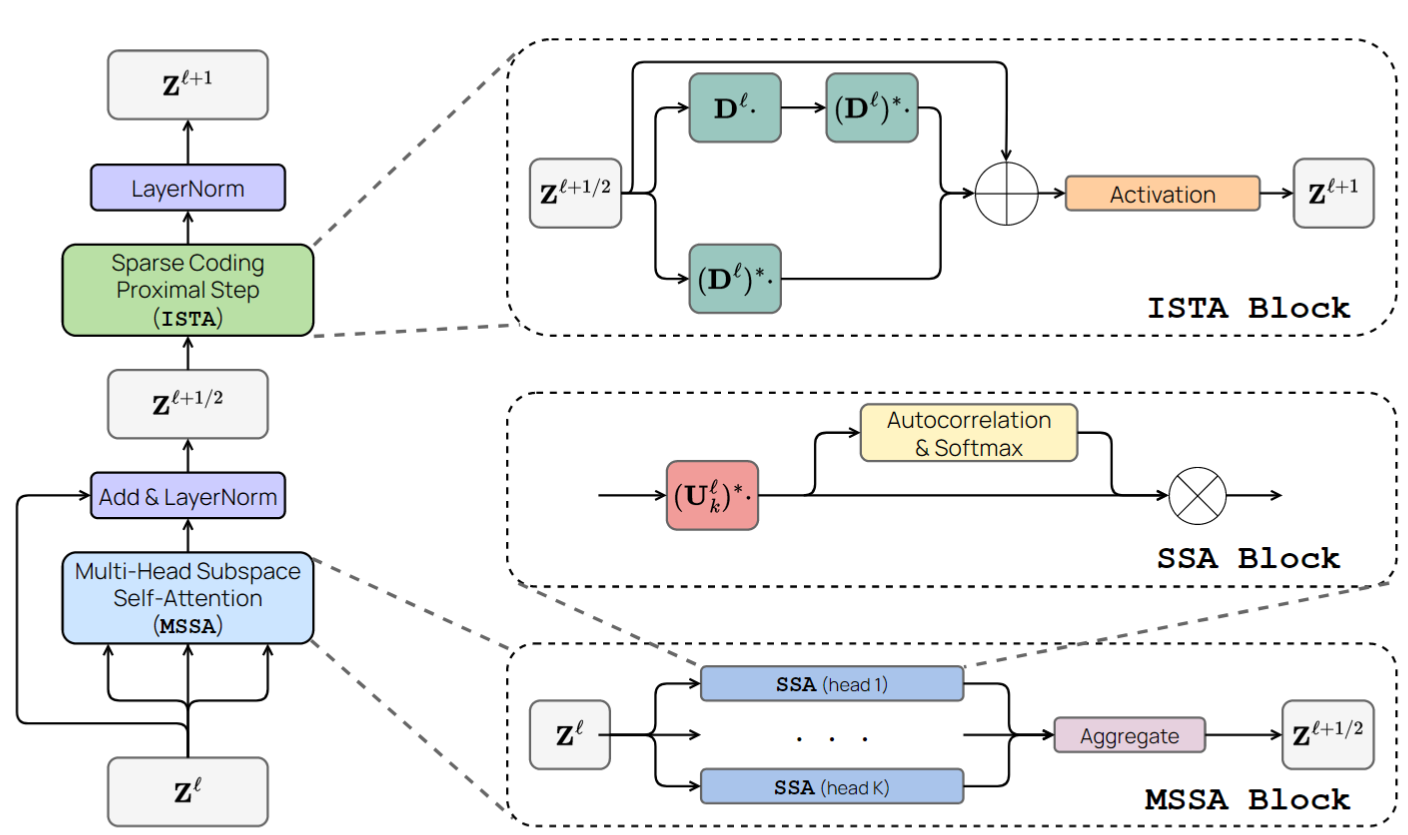 Z^{ℓ+1}
LayerNorm
Sparse Coding
Proximal Step
(ISTA)
Z^{ℓ+1/2}
Add & LayerNorm
Multi-Head Subspace
Self-Attention
(MSSA)
Z^ℓ
D^ℓ·
(D^ℓ)*·
Z^{ℓ+1/2}
Activation
Z^{ℓ+1}
(D^ℓ)*·
ISTA Block
Autocorrelation
& Softmax
(U_k^ℓ)*·
SSA Block
SSA (head 1)
Z^ℓ
. . .
Aggregate
Z^{ℓ+1/2}
SSA (head K)
MSSA Block